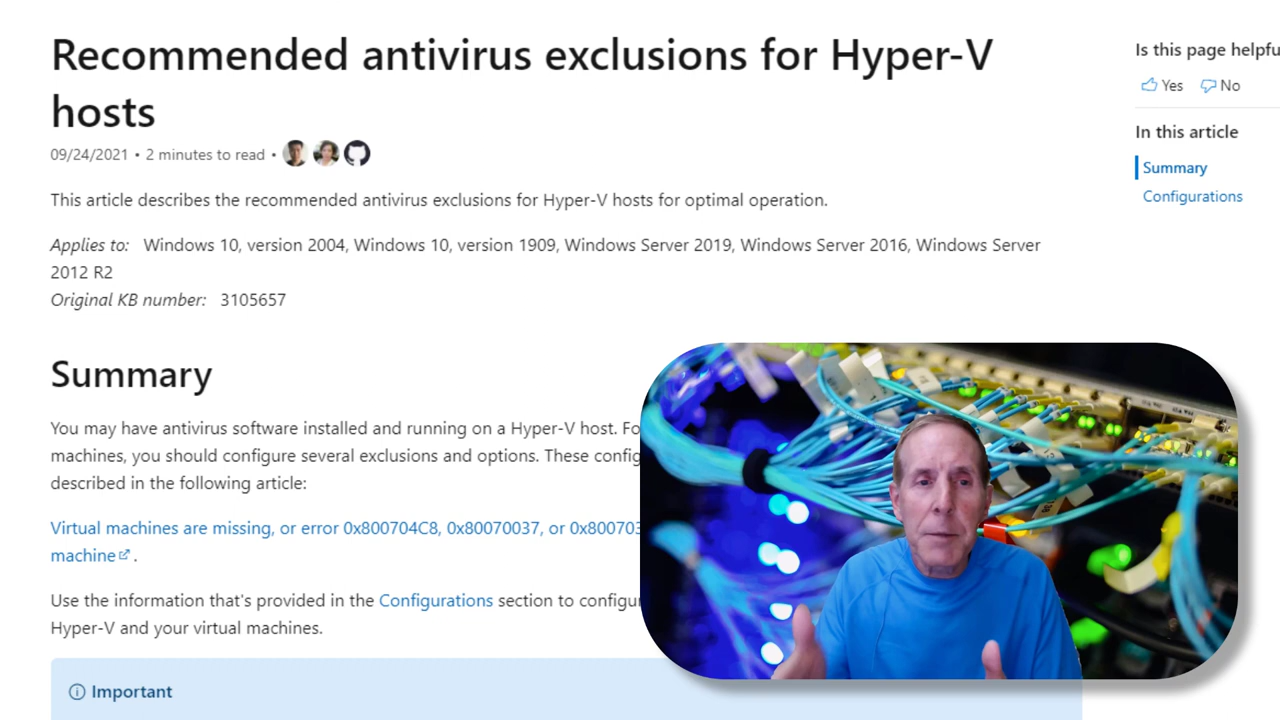 Recommended antivirus exclusions for Hyper-V
hosts
09/24/2021 • 2 minutes to read •
This article describes the recommended antivirus exclusions for Hyper-V hosts for optimal operation.
Applies to: Windows 10, version 2004, Windows 10, version 1909, Windows Server 2019, Windows Server 2016, Windows Server
2012 R2
Original KB number: 3105657
Summary
You may have antivirus software installed and running on a Hyper-V host. Fo
machines, you should configure several exclusions and options. These config
described in the following article:
Virtual machines are missing, or error 0x800704C8, 0x80070037, or 0x800703
machine .
Use the information that's provided in the Configurations section to configur
Hyper-V and your virtual machines.
Important
Is this page helpfu
Yes No
In this article
Summary
Configurations